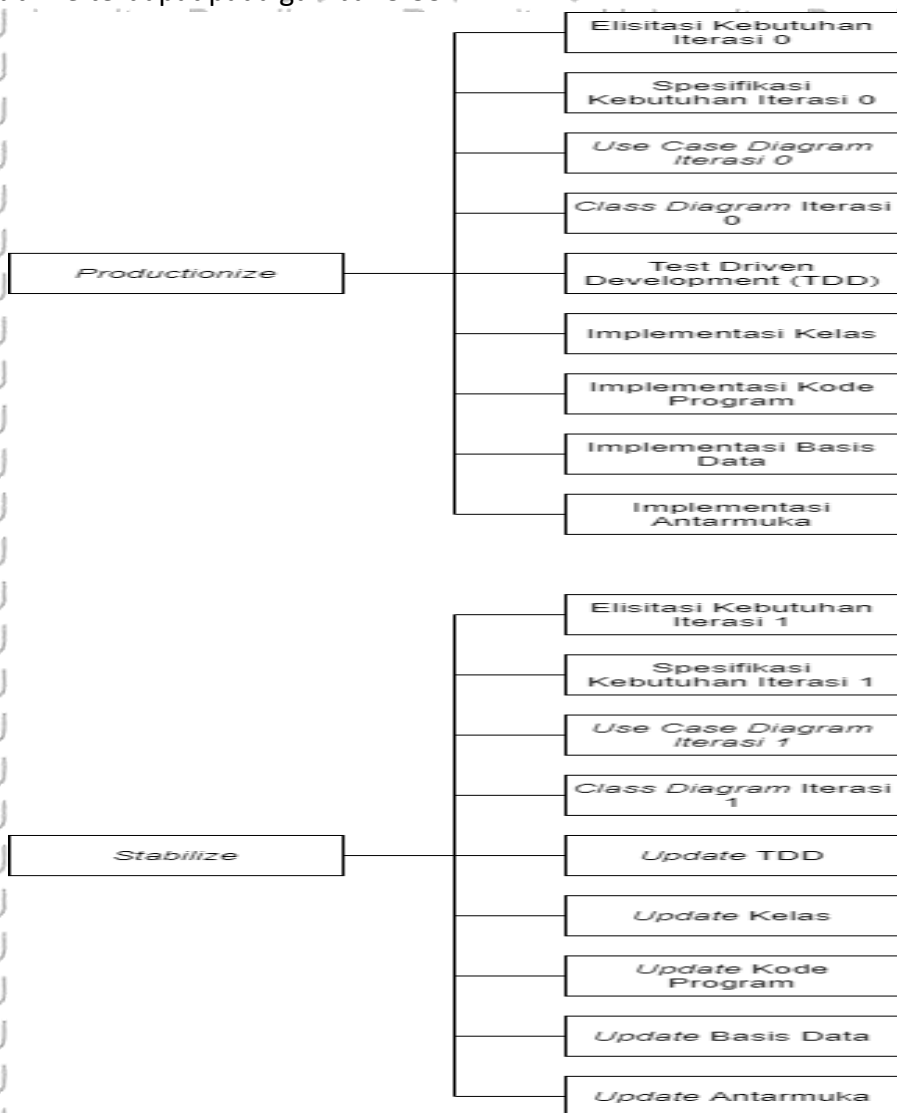 Elisitasi Kebutuhan
Iterasi 0
Spesifikasi
Kebutuhan Iterasi 0
Use Case Diagram
Iterasi 0
Class Diagram Iterasi
0
Productionize
Test Driven
Development (TDD)
Implementasi Kelas
Implementasi Kode
Program
Implementasi Basis
Data
Implementasi
Antarmuka
Elisitasi Kebutuhan
Iterasi 1
Spesifikasi
Kebutuhan Iterasi 1
Use Case Diagram
Iterasi 1
Class Diagram Iterasi
1
Stabilize
Update TDD
Update Kelas
Update Kode
Program
Update Basis Data
Update Antarmuka